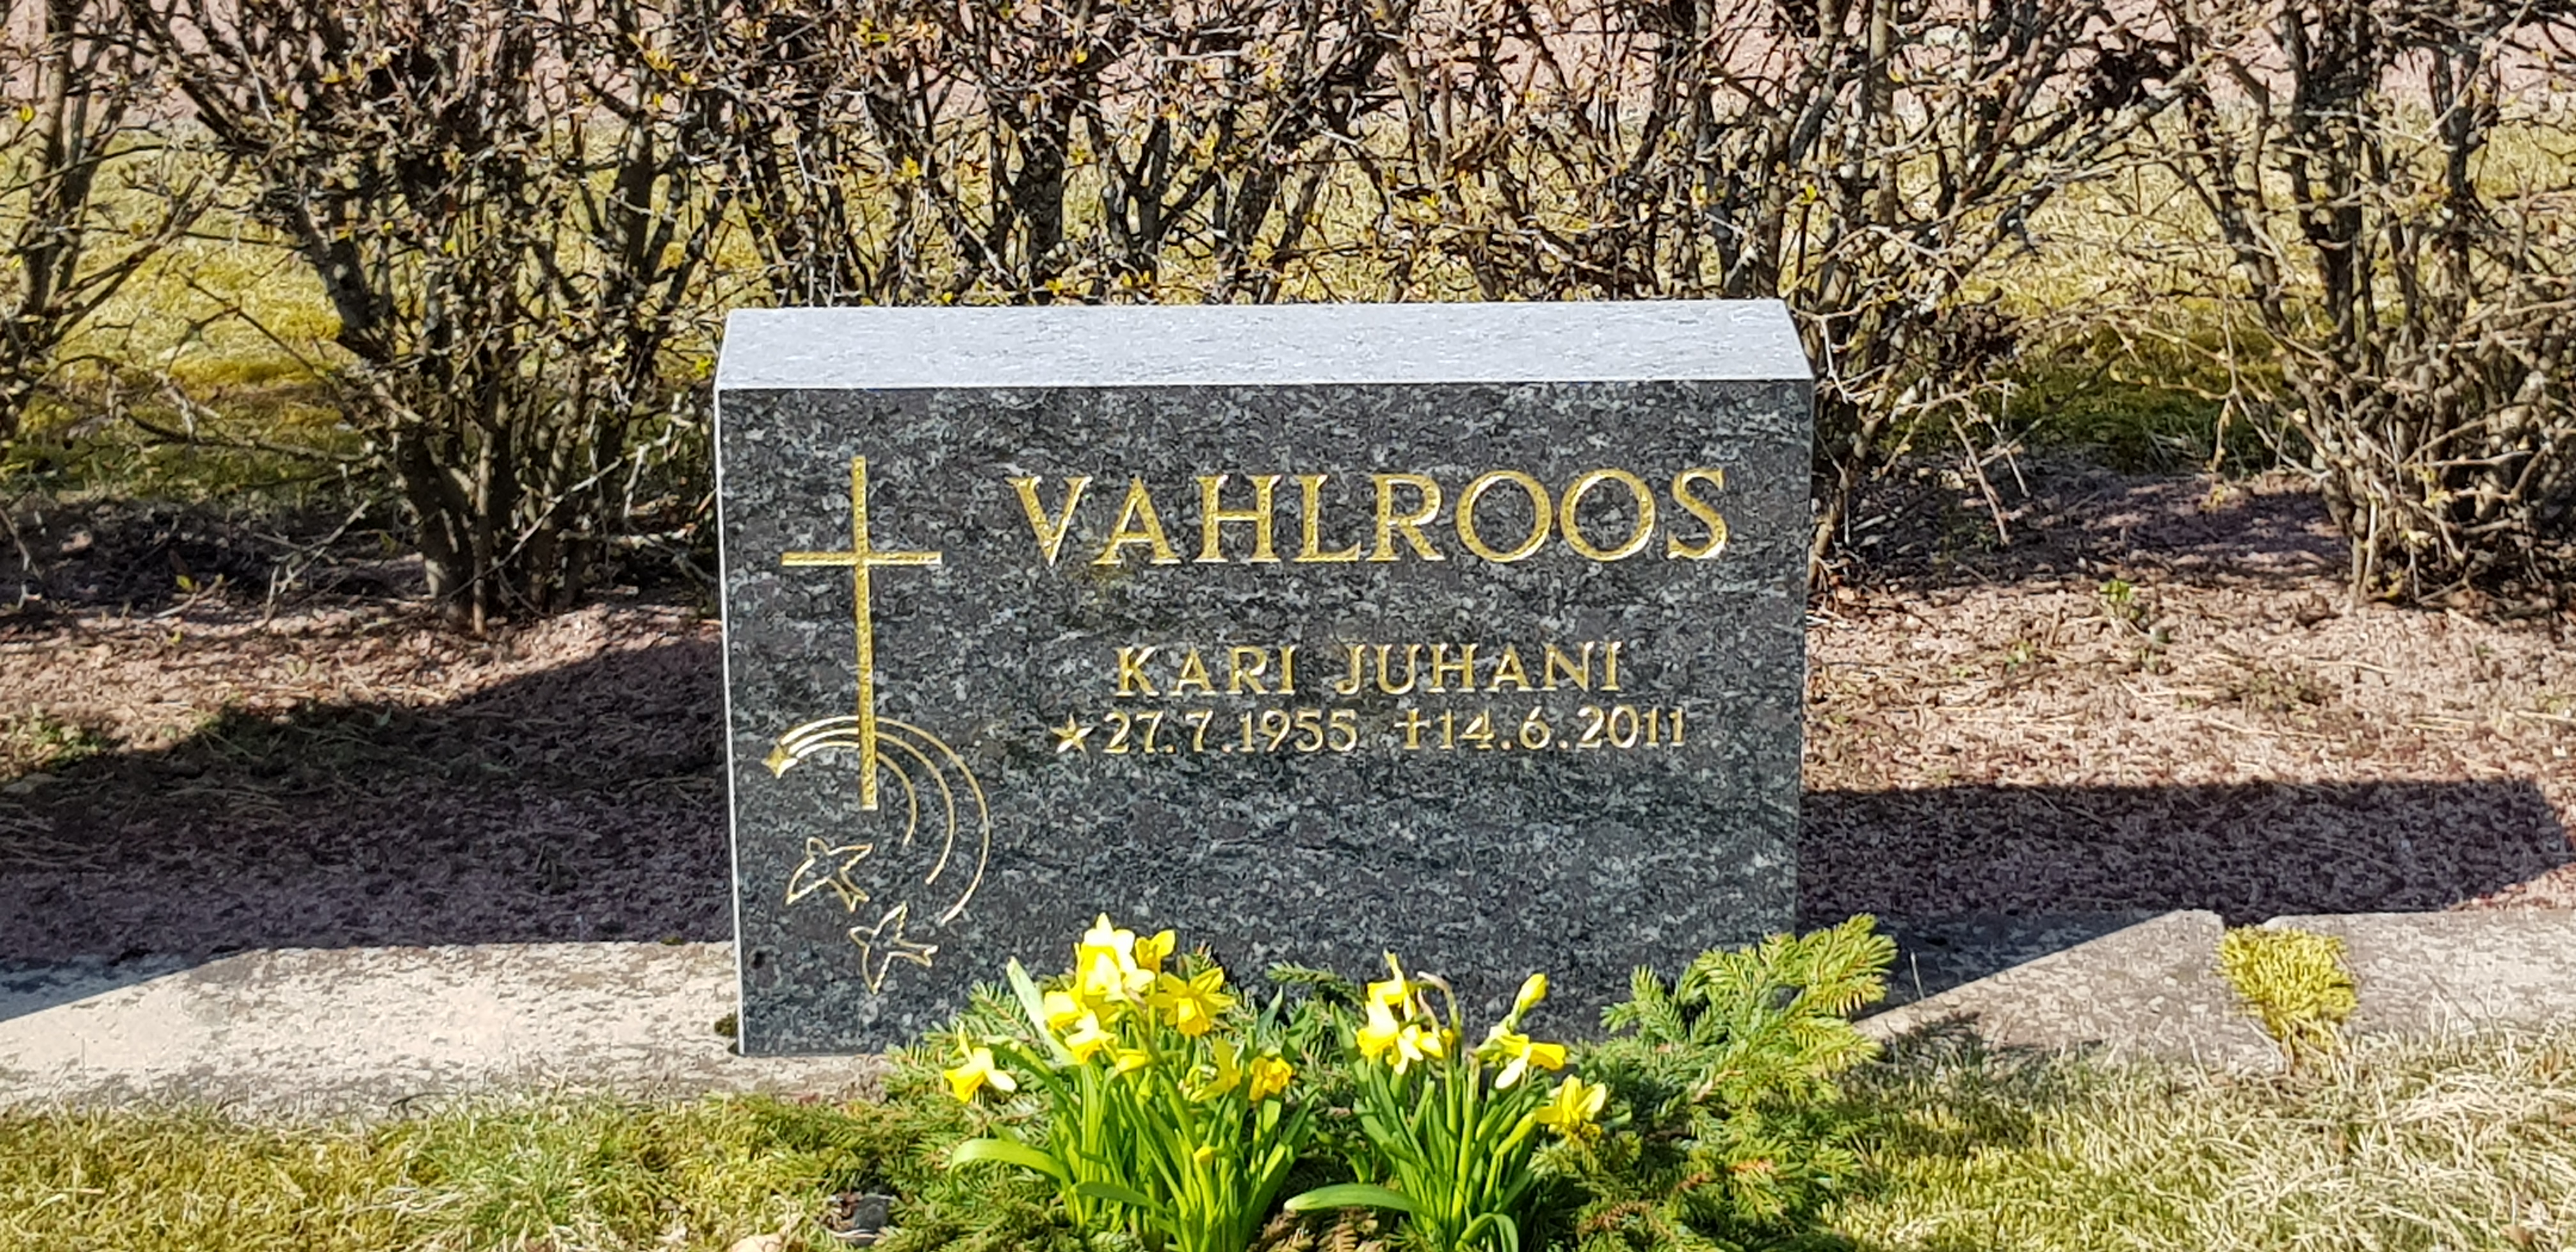 VAHLROOS
KARI JUHANI
★27.7.1955 ✝14.6.2011